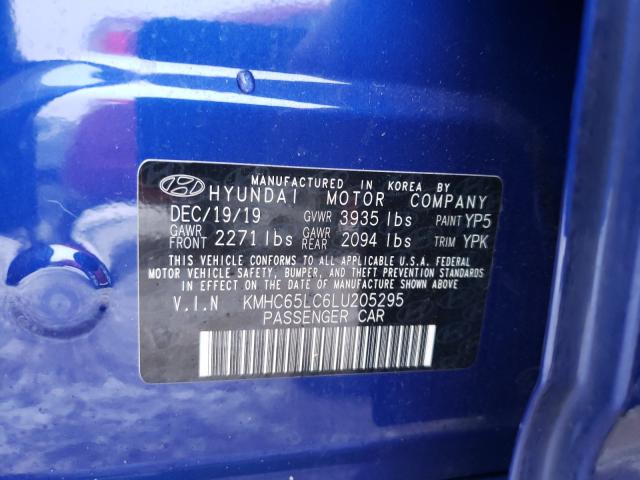 MANUFACTURED IN KOREA BY
HYUNDAI MOTOR COMPANY
DEC/19/19 GVWR 3935 lbs PAINT YP5
GAWR FRONT 2271 lbs GAWR REAR 2094 lbs TRIM YPK
THIS VEHICLE CONFORMS TO ALL APPLICABLE U.S.A. FEDERAL
MOTOR VEHICLE SAFETY, BUMPER, AND THEFT PREVENTION STANDARDS
IN EFFECT ON THE DATE OF MANUFACTURE SHOWN ABOVE
V.I.N KMHC65LC6LU205295
PASSENGER CAR